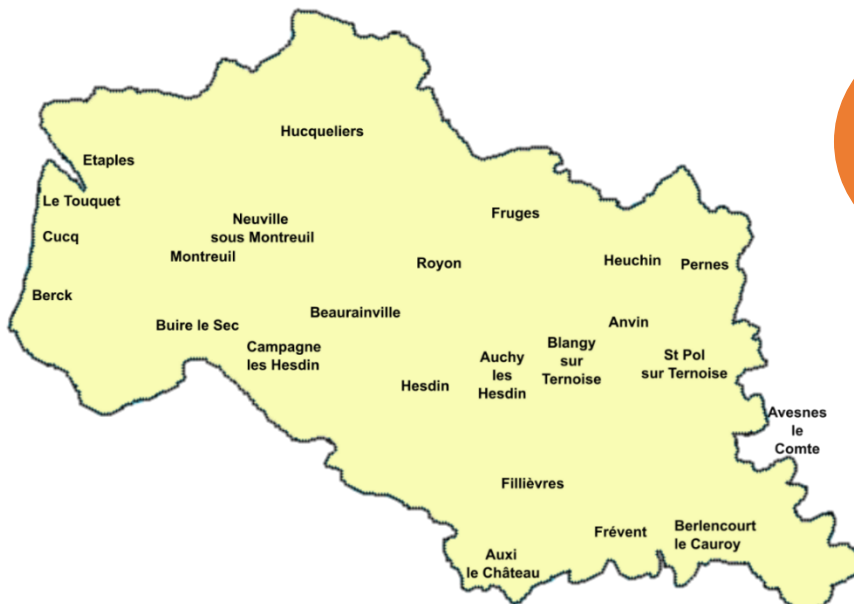 Hucqueliers
Etaples
Le Touquet
Neuville
sous Montreuil
Fruges
Cucq
Montreuil
Royon
Heuchin
Pernes
Berck
Beaurainville
Buire le Sec
Anvin
Campagne
les Hesdin
Blangy
sur
Ternoise
Auchy
les
Hesdin
St Pol
sur Ternoise
Hesdin
Avesnes
le
Comte
Fillièvres
Frévent
Berlencourt
le Cauroy
Auxi
le Château